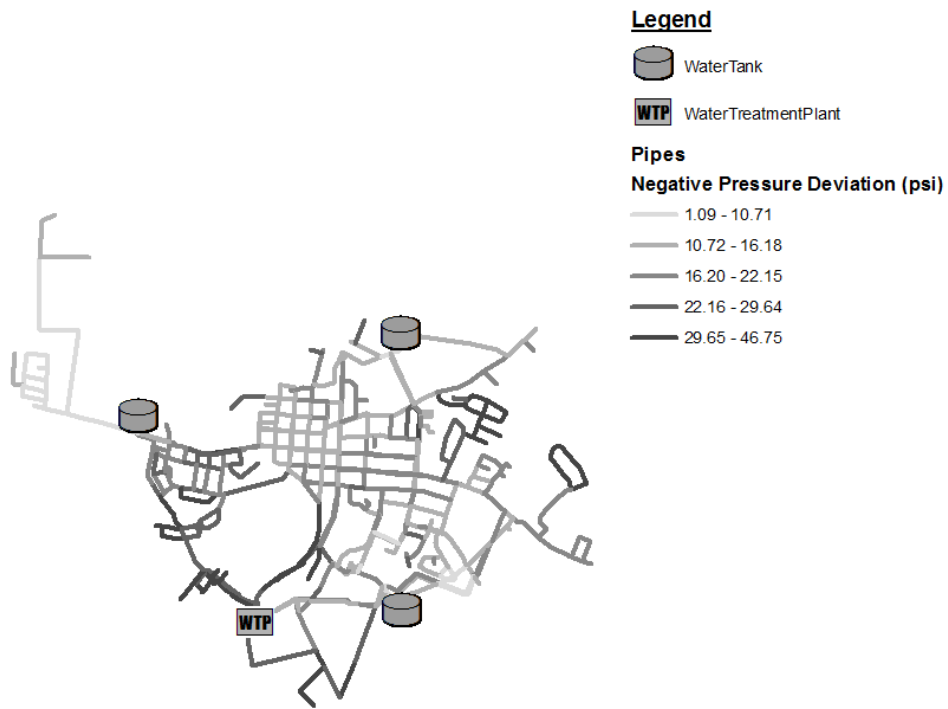 Legend
WaterTank
WTP WaterTreatmentPlant
Pipes
Negative Pressure Deviation (psi)
1.09 - 10.71
10.72 - 16.18
16.20 - 22.15
22.16 - 29.64
29.65 - 46.75
WTP